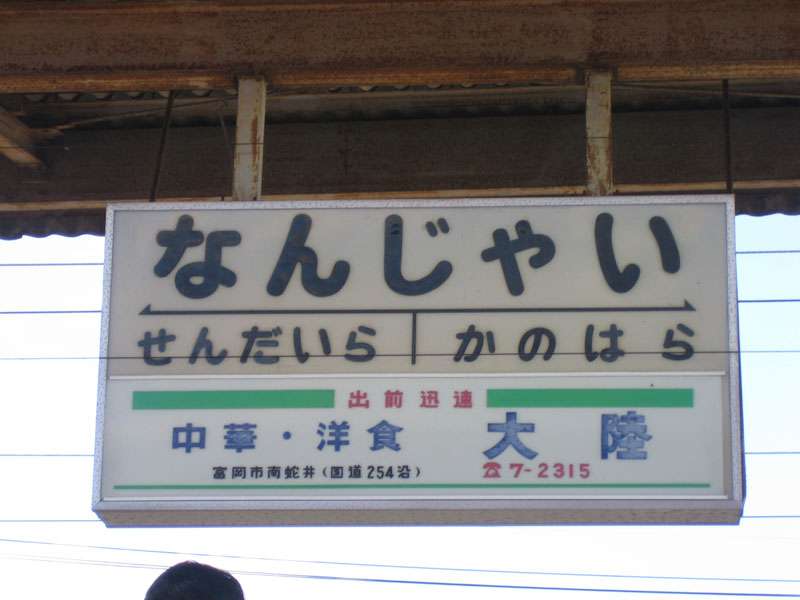 なんじゃい
せんだいら かのはら
出前迅速
中華・洋食 大陸
富岡市南蛇井(国道254沿) ☎7-2315